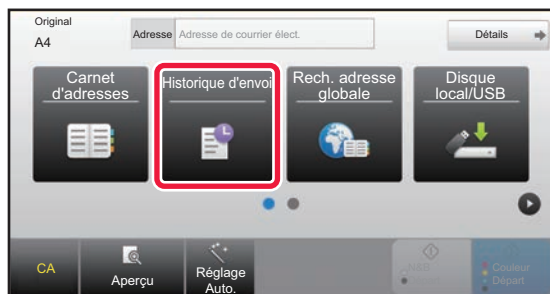 Original
A4
Adresse
Adresse de courrier élect.
Détails
Carnet
d'adresses
Historique d'envoi
Rech. adresse
globale
Disque
local/USB
CA
Aperçu
Réglage
Auto.
N&B
Départ
Couleur
Départ